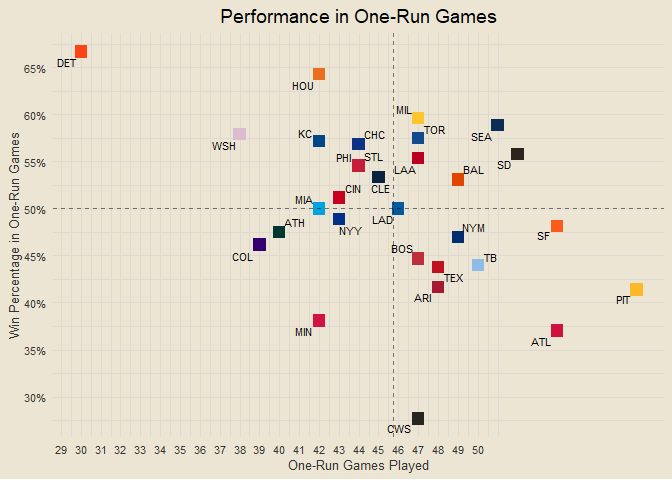 Performance in One-Run Games
DET
65%
HOU
60%
MIL
TOR
KC
CHC
SEA
WSH
55%
PHI
STL
SD
LAA
BAL
CIN
CLE
50%
MIA
LAD
ATH
NYY
NYM
SF
45%
COL
BOS
TB
TEX
40%
ARI
PIT
MIN
ATL
35%
30%
CWS
Win Percentage in One-Run Games
29 30 31 32 33 34 35 36 37 38 39 40 41 42 43 44 45 46 47 48 49 50
One-Run Games Played